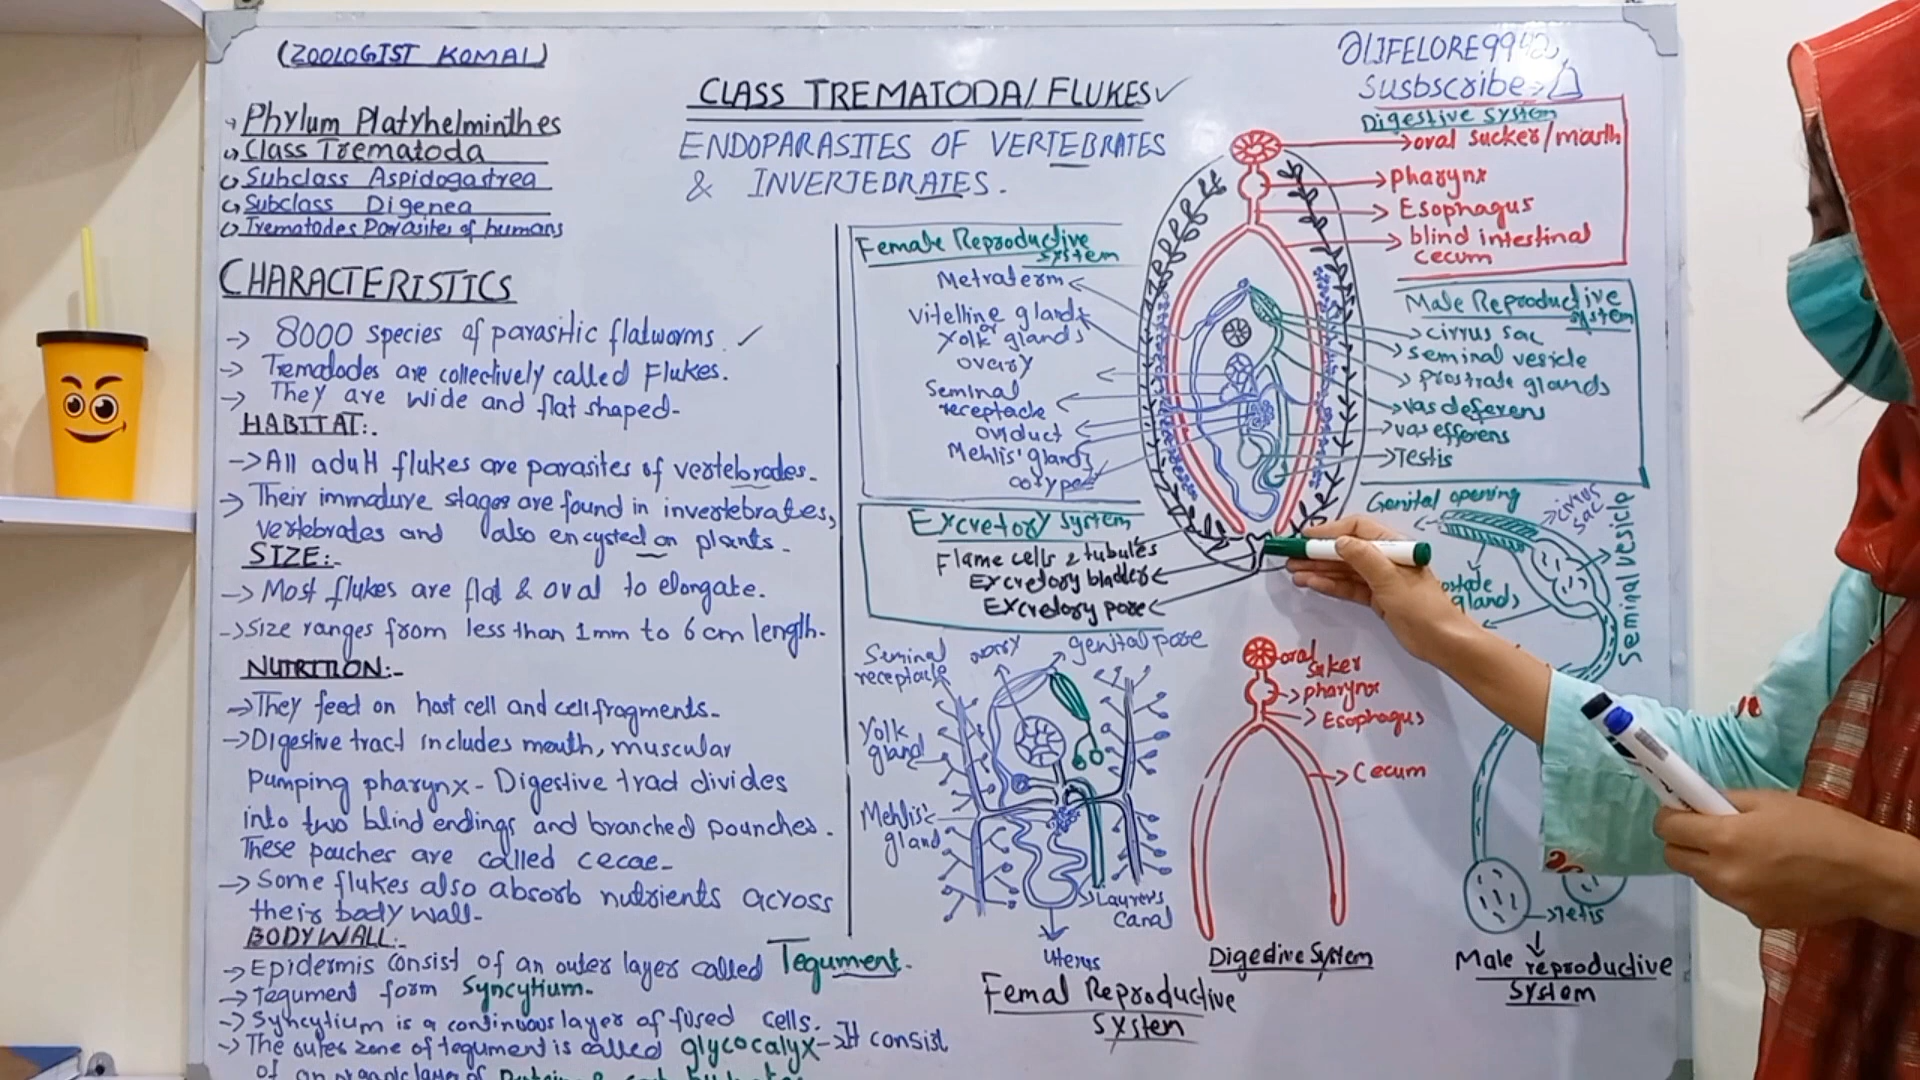 (ZOOLOGIST KOMAL)
Phylum Platyhelminthes
Class Trematoda
Subclass Aspidogastrea
Subclass Digenea
Trematodes Parasites of humans
CHARACTERISTICS
→ 8000 species of parasitic flatworms. ✓
→ Trematodes are collectively called Flukes.
→ They are wide and flat shaped-
HABITAT:-
→ All adult flukes are parasites of vertebrates.
→ Their immature stages are found in invertebrates,
vertebrates and also encysted on plants-
SIZE:-
→ Most flukes are flat & oval to elongate.
→ Size ranges from less than 1mm to 6cm length-
NUTRITION:-
→ They feed on host cell and cell fragments-
→ Digestive tract includes mouth, muscular
Pumping pharynx- Digestive tract divides
into two blind endings and branched pounches.
These pouches are called cecae-
→ Some flukes also absorb nutrients across
their body wall-
BODY WALL:-
→ Epidermis consist of an outer layer called Tegument.
→ Tegument form Syncytium-
→ Syncytium is a continuous layer of fused cells.
→ The outer zone of tegument is called glycocalyx- It consist
of an organic layer of
CLASS TREMATODA/FLUKES ✓
ENDOPARASITES OF VERTEBRATES
& INVERTEBRATES.
@LIFELORE9942
Susbscribe
Digestive System
oral sucker/mouth
Pharynx
Esophagus
blind intestinal
cecum
Female Reproductive
System
Metraterm
Vitelline glands
or
Yolk glands
ovary
Seminal
receptacle
oviduct
Mehlis' glands
ootype
Male Reproductive
System
cirrus sac
seminal vesicle
prostrate glands
vas deferens
vas efferens
Testis
Excretory System
Flame cells & tubules
Excretory bladder
Excretory pore
Genital opening
cirrus
sac
Seminal vesicle
glands
Testis
Male reproductive
System
Seminal
receptacle
ovary
genital pore
Yolk
gland
Mehlis'
gland
Laurer's
Canal
Uterus
Femal Reproductive
System
oral
suker
pharynx
Esophagus
Cecum
Digestive System